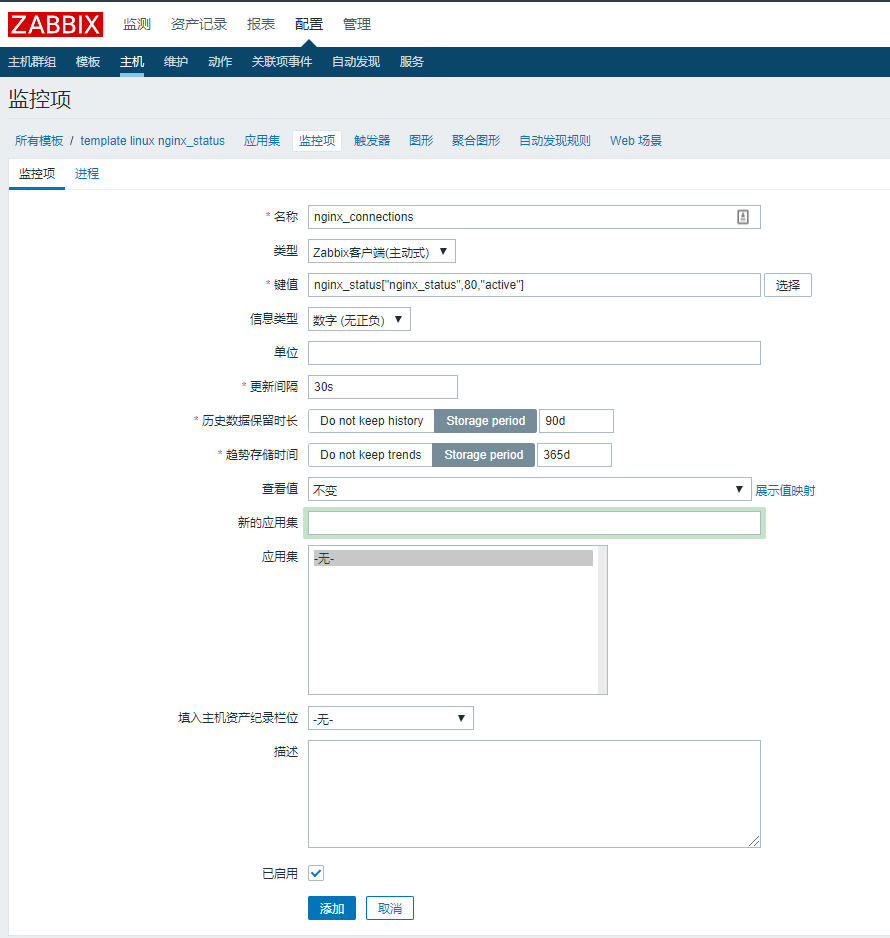 ZABBIX 监测 资产记录 报表 配置 管理
主机群组 模板 主机 维护 动作 关联项事件 自动发现 服务
监控项
所有模板 / template linux nginx_status 应用集 监控项 触发器 图形 聚合图形 自动发现规则 Web 场景
监控项 进程
* 名称 nginx_connections
类型 Zabbix客户端(主动式) ▼
* 键值 nginx_status["nginx_status",80,"active"] 选择
信息类型 数字 (无正负) ▼
单位
* 更新间隔 30s
* 历史数据保留时长 Do not keep history Storage period 90d
* 趋势存储时间 Do not keep trends Storage period 365d
查看值 不变 ▼ 展示值映射
新的应用集
应用集 -无-
填入主机资产纪录栏位 -无- ▼
描述
已启用
添加 取消